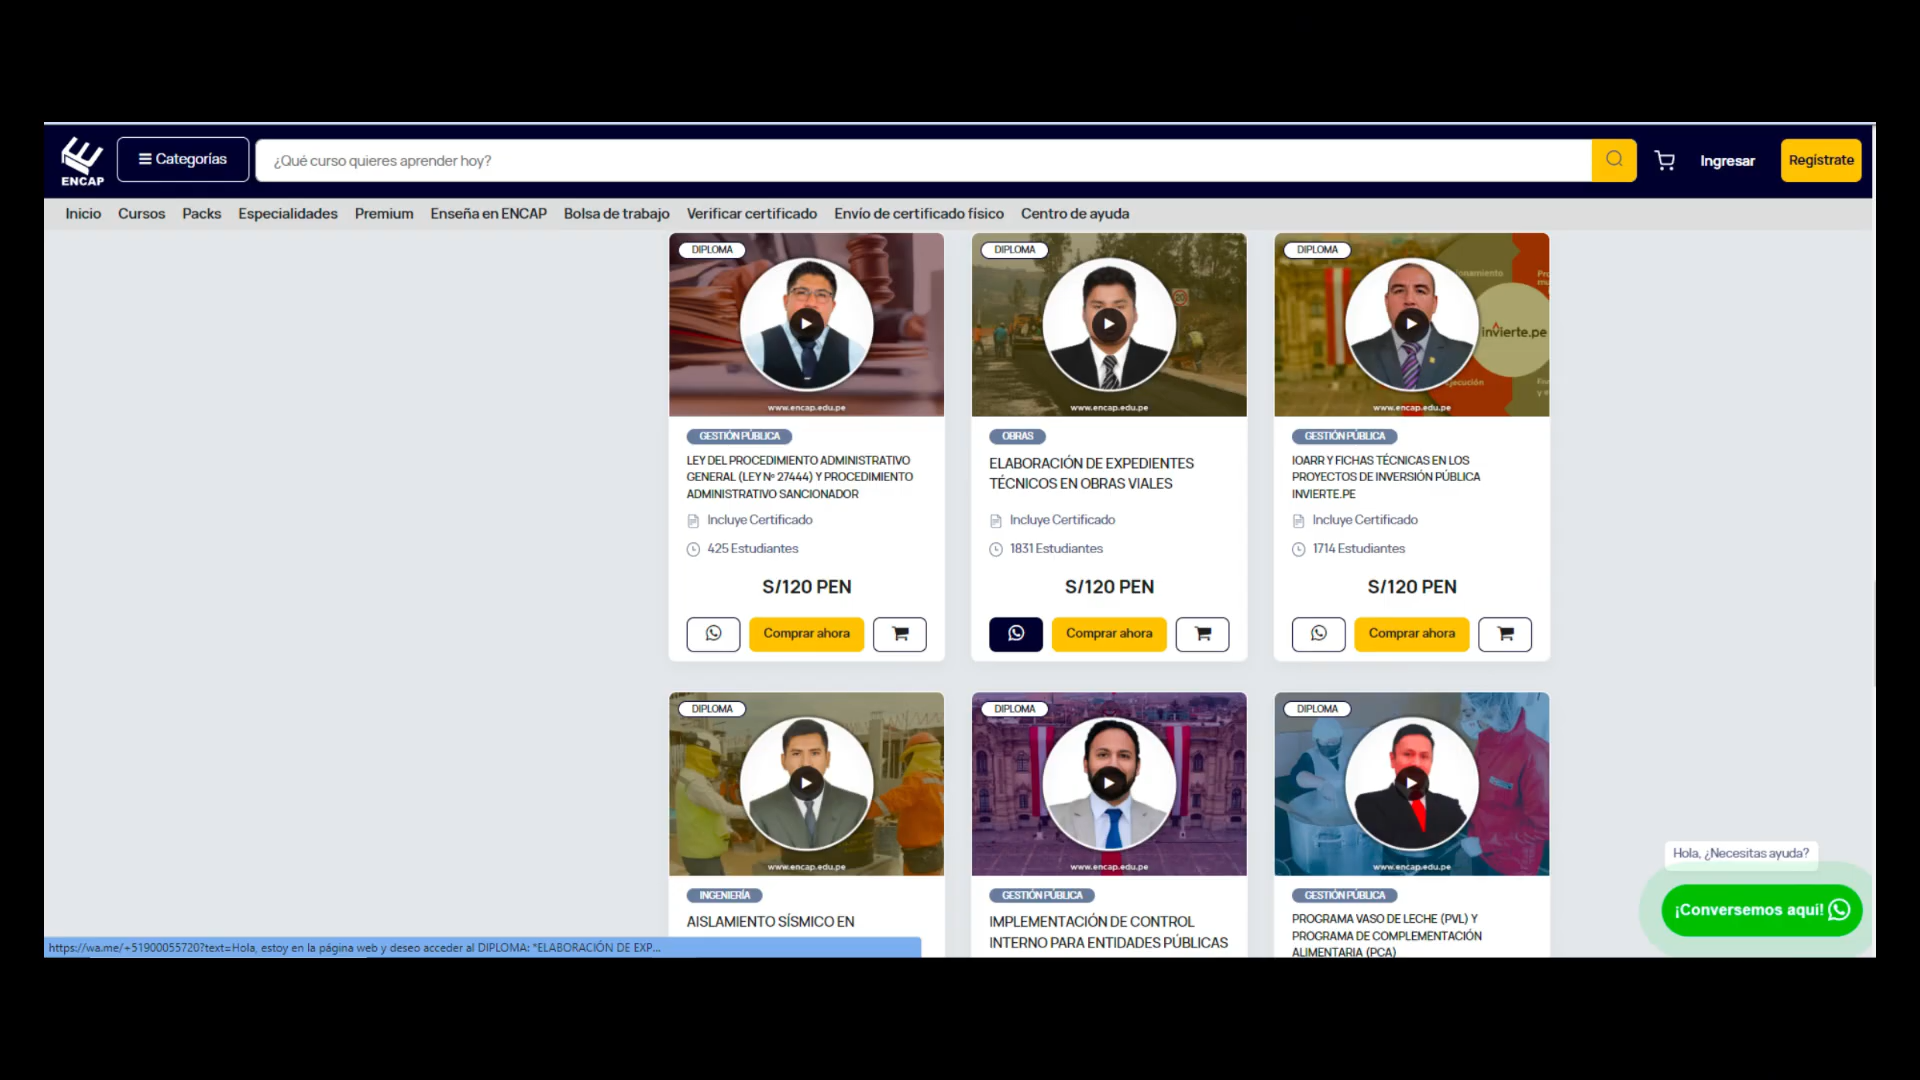 ENCAP
Categorías
¿Qué curso quieres aprender hoy?
Ingresar
Regístrate
Inicio
Cursos
Packs
Especialidades
Premium
Enseña en ENCAP
Bolsa de trabajo
Verificar certificado
Envío de certificado físico
Centro de ayuda
DIPLOMA
www.encap.edu.pe
GESTIÓN PÚBLICA
LEY DEL PROCEDIMIENTO ADMINISTRATIVO
GENERAL (LEY Nº 27444) Y PROCEDIMIENTO
ADMINISTRATIVO SANCIONADOR
Incluye Certificado
425 Estudiantes
S/120 PEN
Comprar ahora
DIPLOMA
www.encap.edu.pe
OBRAS
ELABORACIÓN DE EXPEDIENTES
TÉCNICOS EN OBRAS VIALES
Incluye Certificado
1831 Estudiantes
S/120 PEN
Comprar ahora
DIPLOMA
invierte.pe
www.encap.edu.pe
GESTIÓN PÚBLICA
IOARR Y FICHAS TÉCNICAS EN LOS
PROYECTOS DE INVERSIÓN PÚBLICA
INVIERTE.PE
Incluye Certificado
1714 Estudiantes
S/120 PEN
Comprar ahora
DIPLOMA
www.encap.edu.pe
INGENIERÍA
AISLAMIENTO SÍSMICO EN
DIPLOMA
www.encap.edu.pe
GESTIÓN PÚBLICA
IMPLEMENTACIÓN DE CONTROL
INTERNO PARA ENTIDADES PÚBLICAS
DIPLOMA
www.encap.edu.pe
GESTIÓN PÚBLICA
PROGRAMA VASO DE LECHE (PVL) Y
PROGRAMA DE COMPLEMENTACIÓN
ALIMENTARIA (PCA)
Hola, ¿Necesitas ayuda?
¡Conversemos aqui!
https://wa.me/+51900055720?text=Hola, estoy en la página web y deseo acceder al DIPLOMA: *ELABORACIÓN DE EXP...